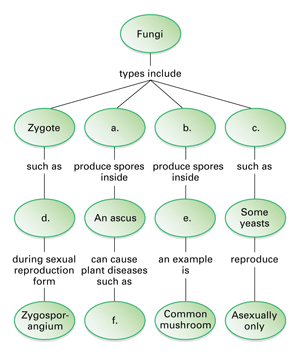 Fungi
types include
Zygote
a.
b.
c.
such as
produce spores
inside
produce spores
inside
such as
d.
An ascus
e.
Some
yeasts
during sexual
reproduction
form
can cause
plant diseases
such as
an example
is
reproduce
Zygospor-
angium
f.
Common
mushroom
Asexually
only